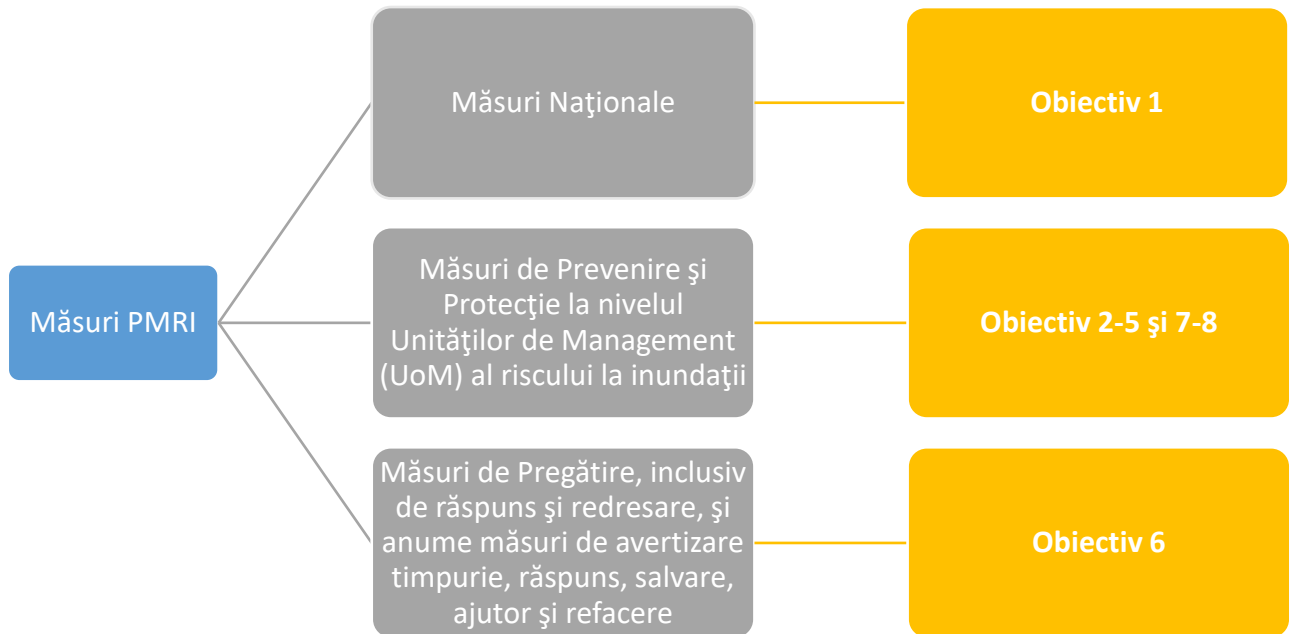 Măsuri PMRI
Măsuri Naţionale
Obiectiv 1
Măsuri de Prevenire şi
Protecţie la nivelul
Unităţilor de Management
(UoM) al riscului la inundaţii
Obiectiv 2-5 şi 7-8
Măsuri de Pregătire, inclusiv
de răspuns şi redresare, şi
anume măsuri de avertizare
timpurie, răspuns, salvare,
ajutor şi refacere
Obiectiv 6